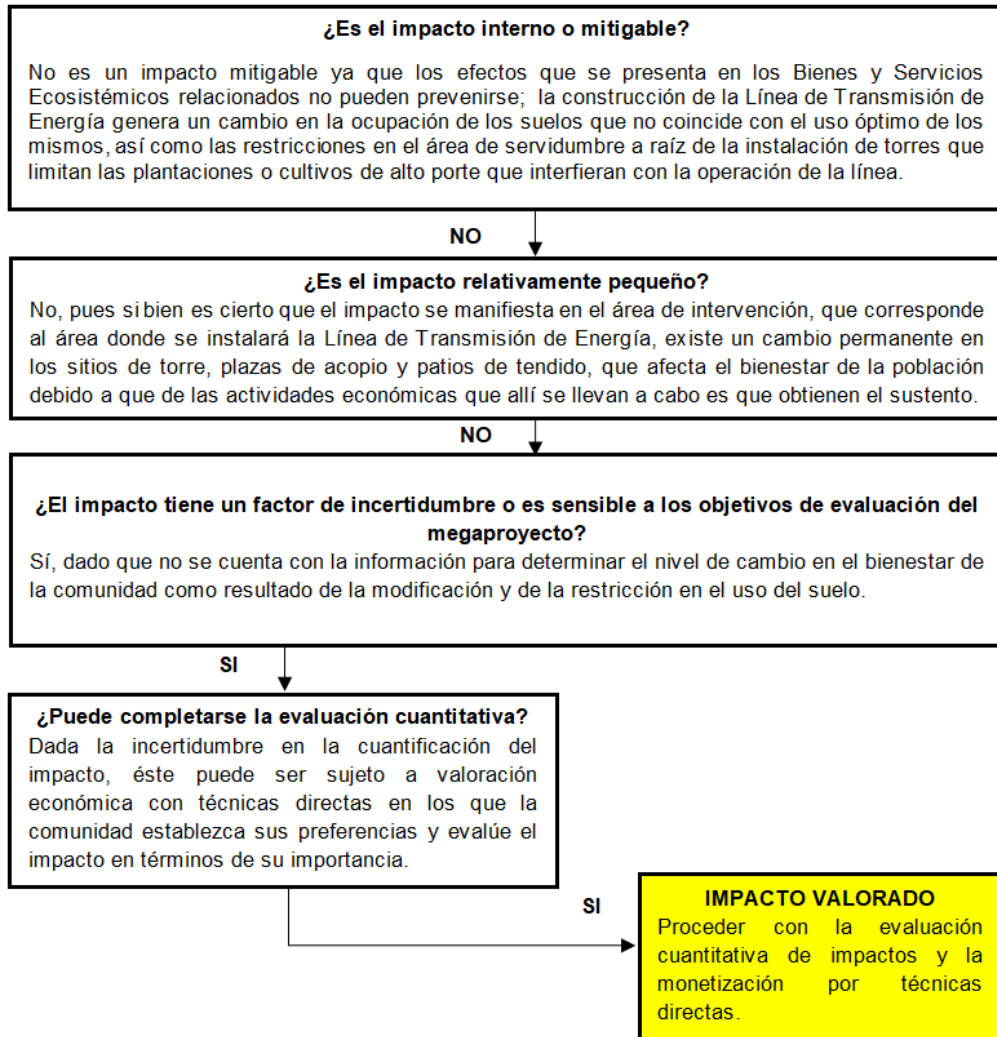 ¿Es el impacto interno o mitigable?
No es un impacto mitigable ya que los efectos que se presenta en los Bienes y Servicios
Ecosistémicos relacionados no pueden prevenirse; la construcción de la Línea de Transmisión de
Energía genera un cambio en la ocupación de los suelos que no coincide con el uso óptimo de los
mismos, así como las restricciones en el área de servidumbre a raíz de la instalación de torres que
limitan las plantaciones o cultivos de alto porte que interfieran con la operación de la línea.
NO
¿Es el impacto relativamente pequeño?
No, pues si bien es cierto que el impacto se manifiesta en el área de intervención, que corresponde
al área donde se instalará la Línea de Transmisión de Energía, existe un cambio permanente en
los sitios de torre, plazas de acopio y patios de tendido, que afecta el bienestar de la población
debido a que de las actividades económicas que allí se llevan a cabo es que obtienen el sustento.
NO
¿El impacto tiene un factor de incertidumbre o es sensible a los objetivos de evaluación del
megaproyecto?
Sí, dado que no se cuenta con la información para determinar el nivel de cambio en el bienestar de
la comunidad como resultado de la modificación y de la restricción en el uso del suelo.
SI
¿Puede completarse la evaluación cuantitativa?
Dada la incertidumbre en la cuantificación del
impacto, éste puede ser sujeto a valoración
económica con técnicas directas en los que la
comunidad establezca sus preferencias y evalúe el
impacto en términos de su importancia.
SI
IMPACTO VALORADO
Proceder con la evaluación
cuantitativa de impactos y la
monetización por técnicas
directas.